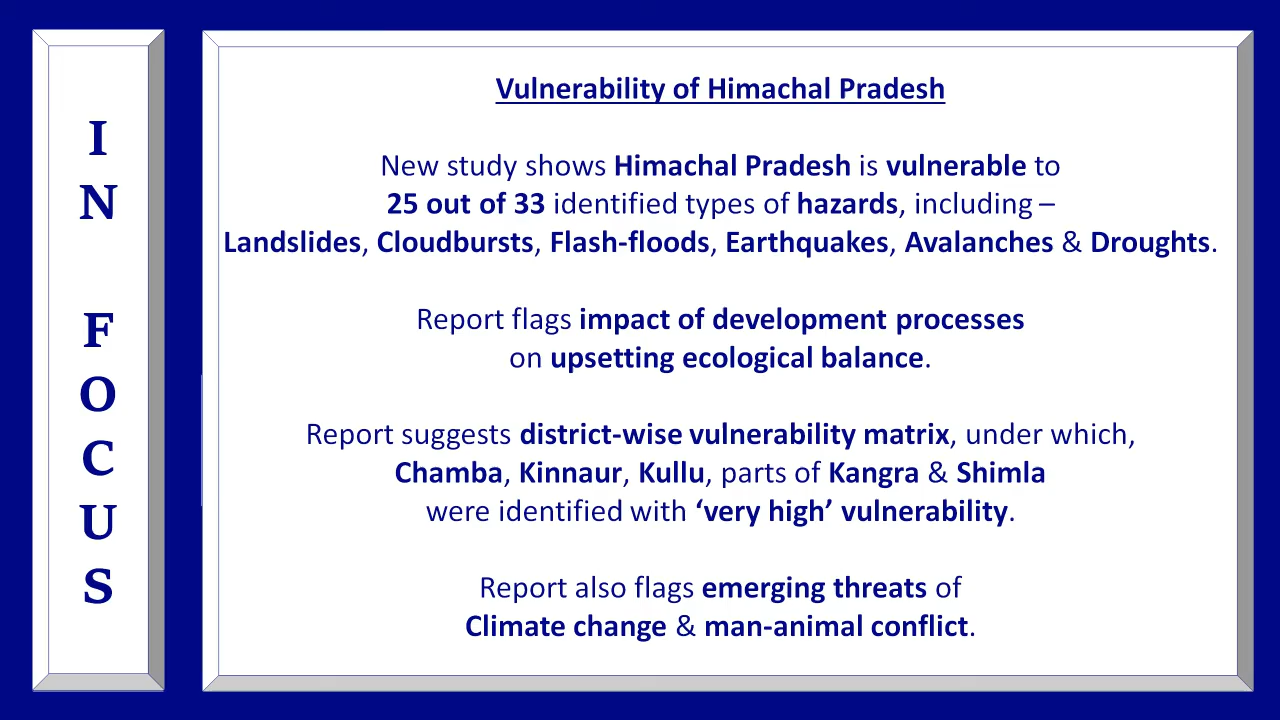 IN FOCUS
Vulnerability of Himachal Pradesh
New study shows Himachal Pradesh is vulnerable to
25 out of 33 identified types of hazards, including –
Landslides, Cloudbursts, Flash-floods, Earthquakes, Avalanches & Droughts.
Report flags impact of development processes
on upsetting ecological balance.
Report suggests district-wise vulnerability matrix, under which,
Chamba, Kinnaur, Kullu, parts of Kangra & Shimla
were identified with ‘very high’ vulnerability.
Report also flags emerging threats of
Climate change & man-animal conflict.